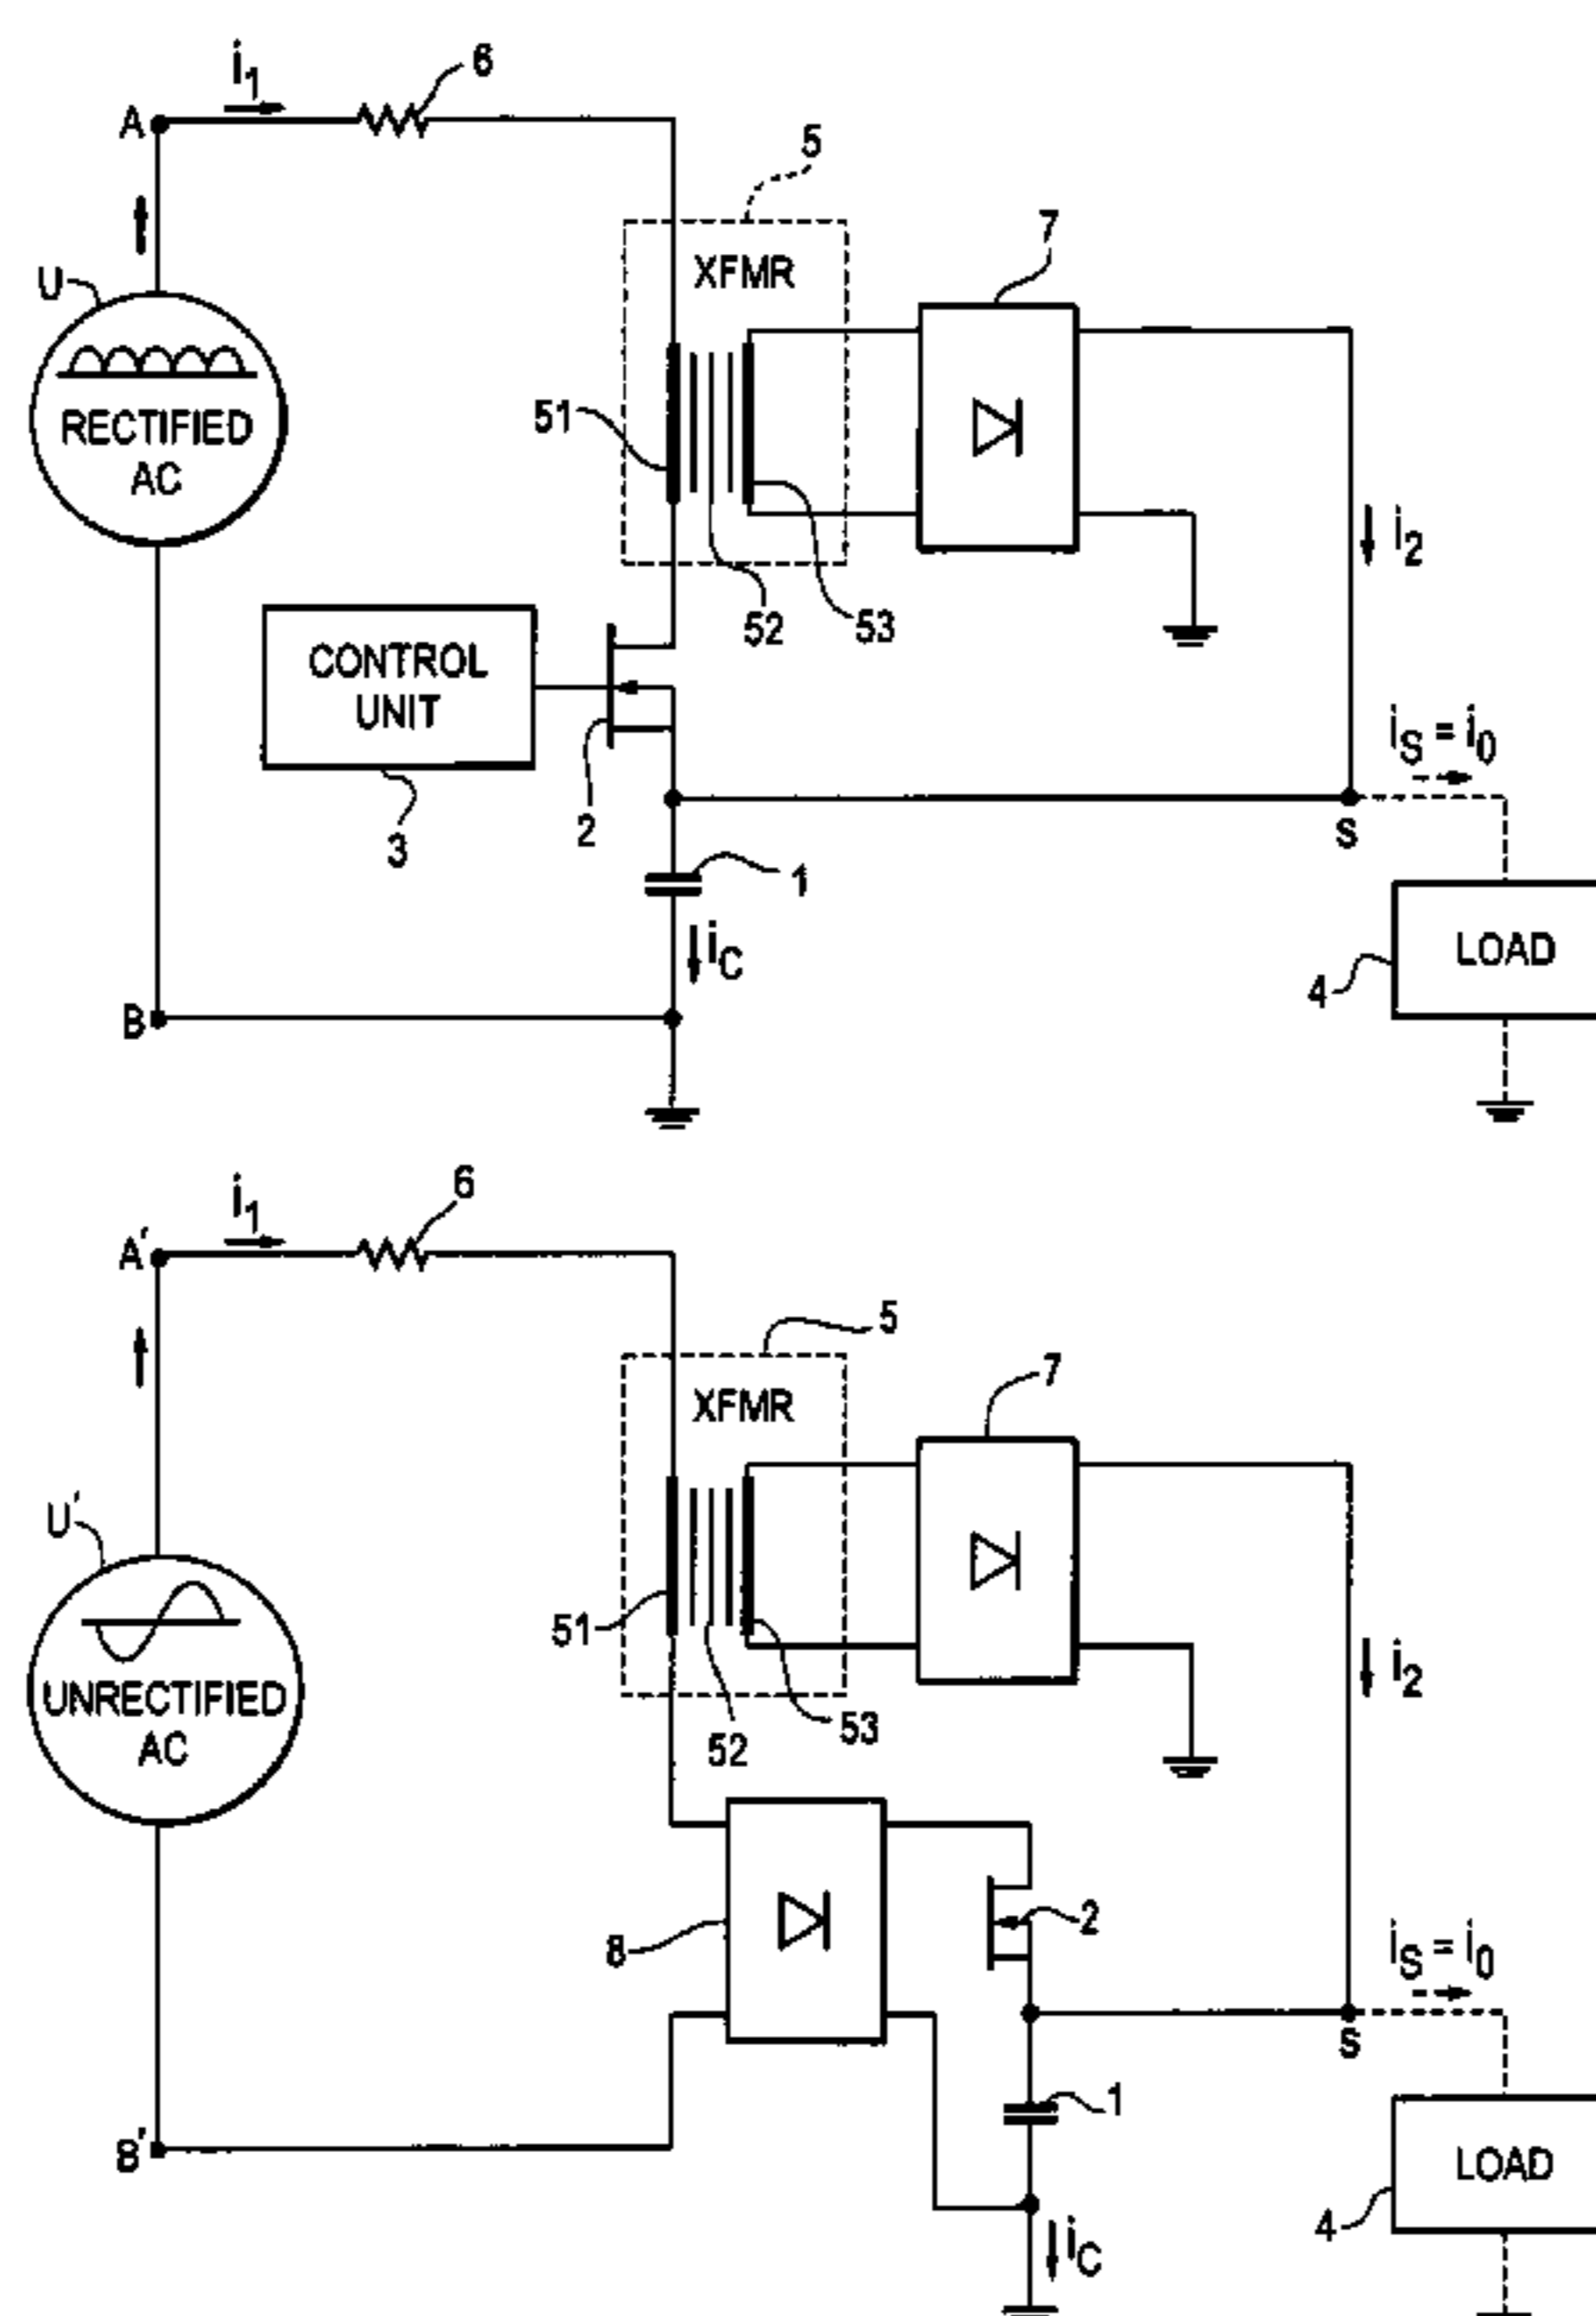 i1
6
A
5
U
XFMR
7
RECTIFIED
AC
51
i2
52
53
CONTROL
UNIT
3
2
iS = i0
S
1
iC
LOAD
4
B
i1
6
A'
5
XFMR
7
U'
UNRECTIFIED
AC
51
52
53
i2
8
2
iS = i0
S
1
8'
LOAD
4
iC